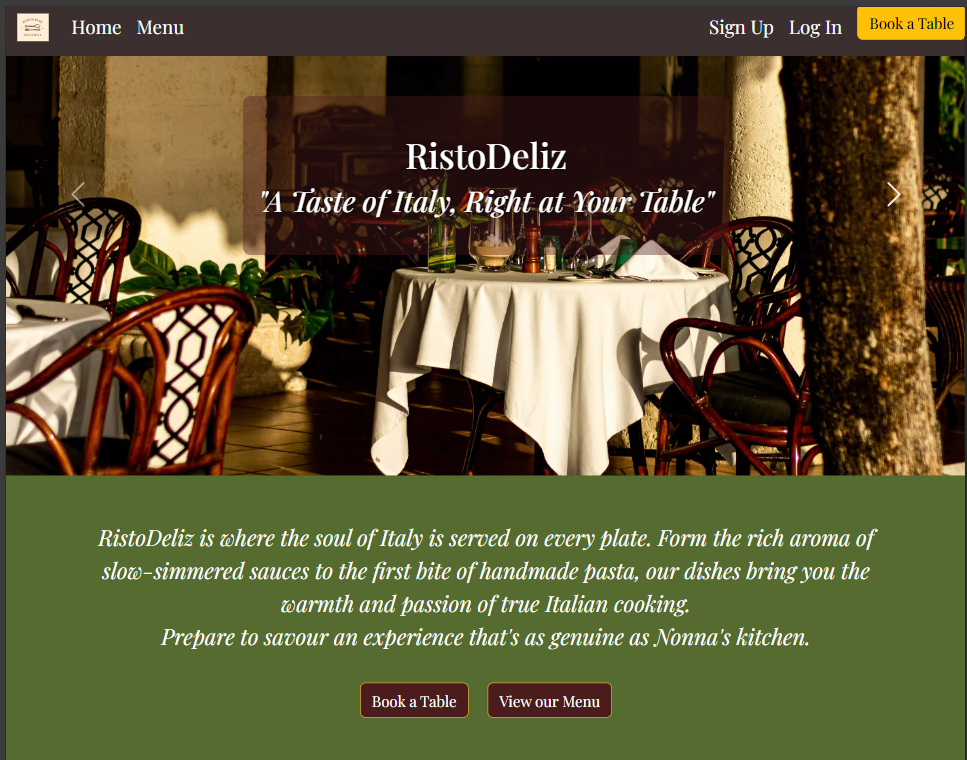 Home Menu Sign Up Log In Book a Table
RistoDeliz
"A Taste of Italy, Right at Your Table"
RistoDeliz is where the soul of Italy is served on every plate. Form the rich aroma of
slow-simmered sauces to the first bite of handmade pasta, our dishes bring you the
warmth and passion of true Italian cooking.
Prepare to savour an experience that's as genuine as Nonna's kitchen.
Book a Table View our Menu